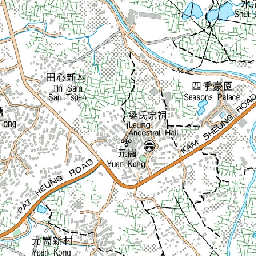 田心新村
Tin Sam
San Tsuen
四季豪園
Seasons Palace
梁氏宗祠
(Leung)
Ancestral Hall
元崗
Yuen Kong
KAM SHEUNG ROAD
KAM SHEUNG ROAD
元崗新村
Yuen Kong